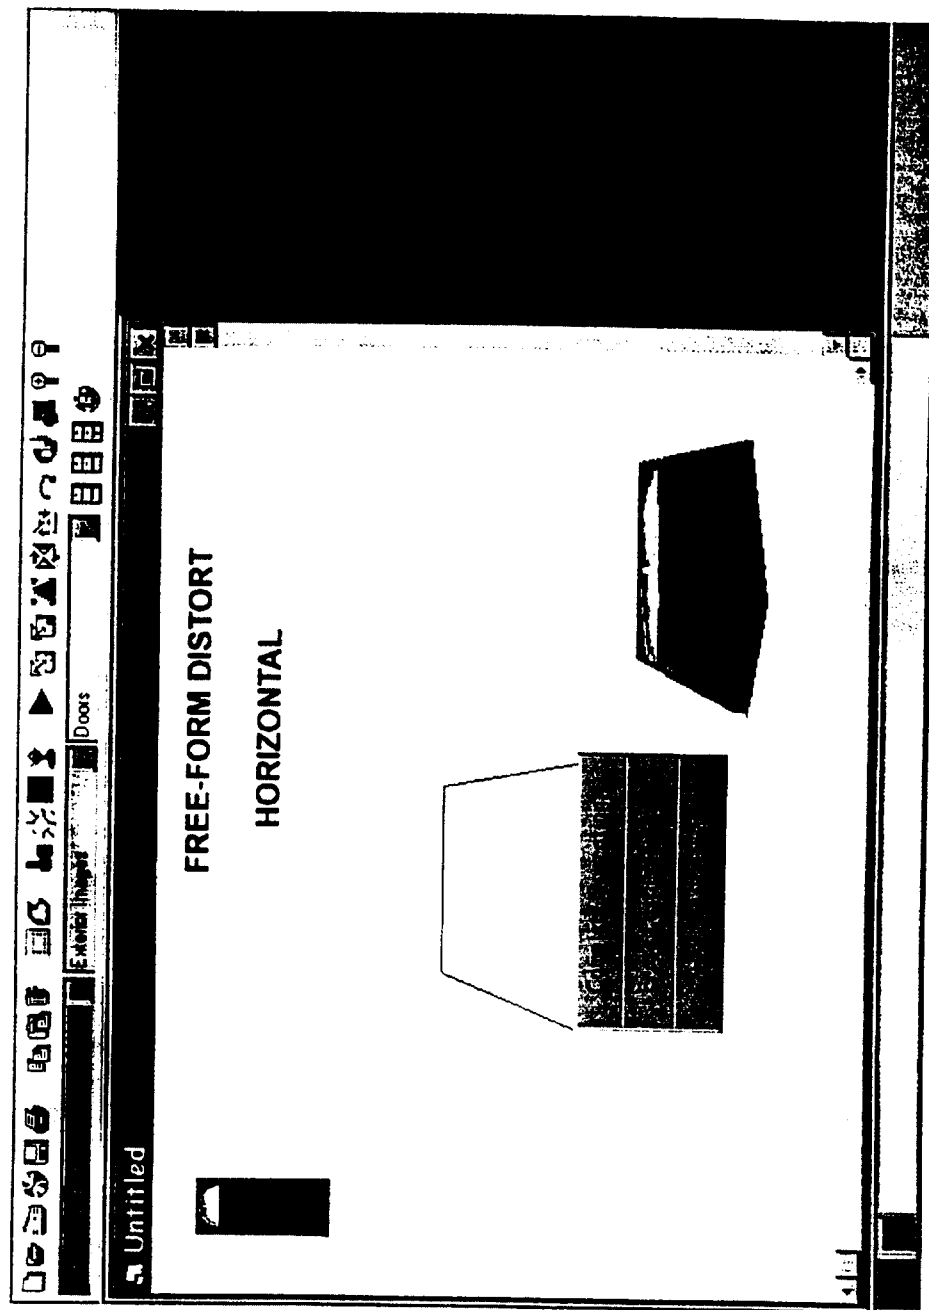 Exterior Images
Doors
Untitled
FREE-FORM DISTORT
HORIZONTAL